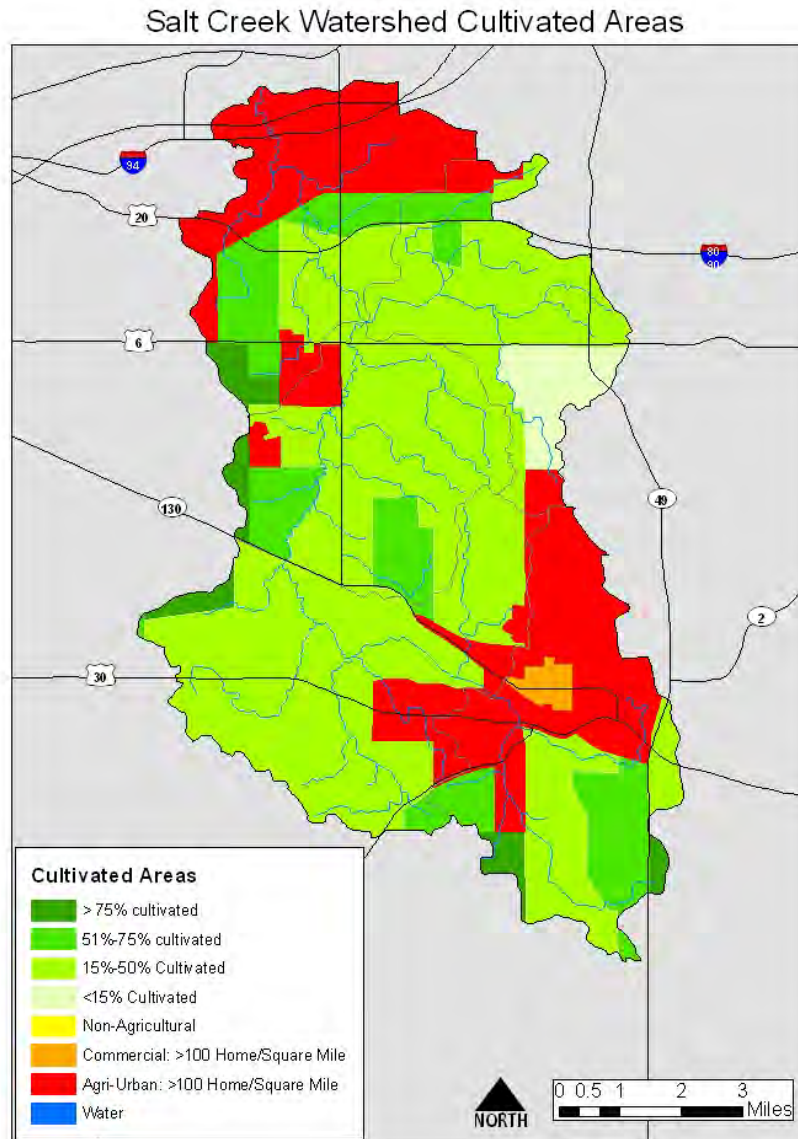 Salt Creek Watershed Cultivated Areas
94
20
80
90
6
130
49
2
30
Cultivated Areas
> 75% cultivated
51%-75% cultivated
15%-50% Cultivated
<15% Cultivated
Non-Agricultural
Commercial: >100 Home/Square Mile
Agri-Urban: >100 Home/Square Mile
Water
NORTH
0 0.5 1 2 3
Miles